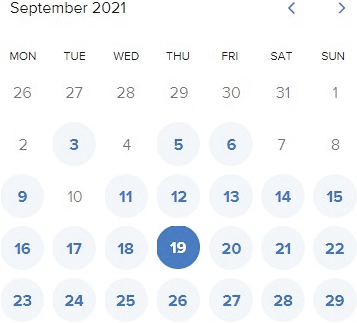 September 2021
MON TUE WED THU FRI SAT SUN
26 27 28 29 30 31 1
2 3 4 5 6 7 8
9 10 11 12 13 14 15
16 17 18 19 20 21 22
23 24 25 26 27 28 29